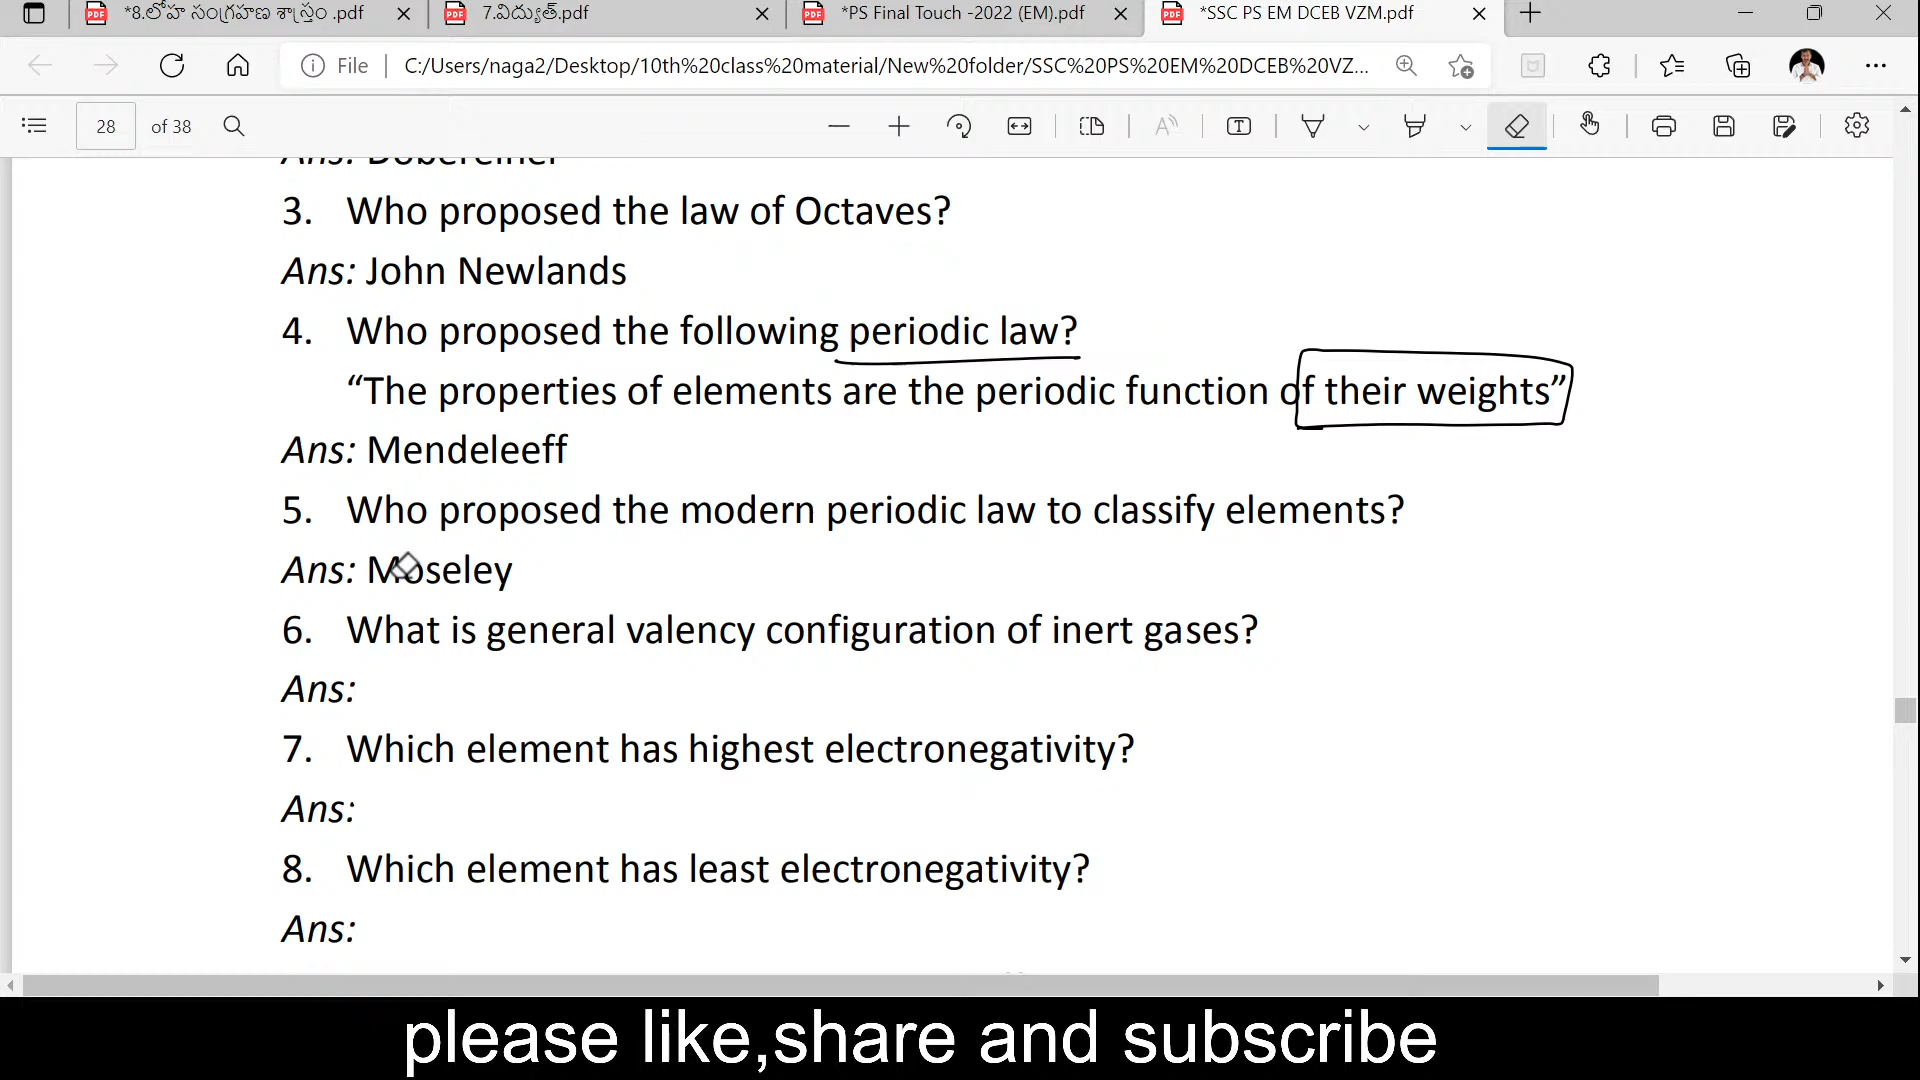 *8.లోహ సంగ్రహణ శాస్త్రం .pdf
7.విద్యుత్.pdf
*PS Final Touch -2022 (EM).pdf
*SSC PS EM DCEB VZM.pdf
File
C:/Users/naga2/Desktop/10th%20class%20material/New%20folder/SSC%20PS%20EM%20DCEB%20VZ...
28 of 38
Ans: Dobereiner
3. Who proposed the law of Octaves?
Ans: John Newlands
4. Who proposed the following periodic law?
“The properties of elements are the periodic function of their weights”
Ans: Mendeleeff
5. Who proposed the modern periodic law to classify elements?
Ans: Moseley
6. What is general valency configuration of inert gases?
Ans:
7. Which element has highest electronegativity?
Ans:
8. Which element has least electronegativity?
Ans:
please like,share and subscribe